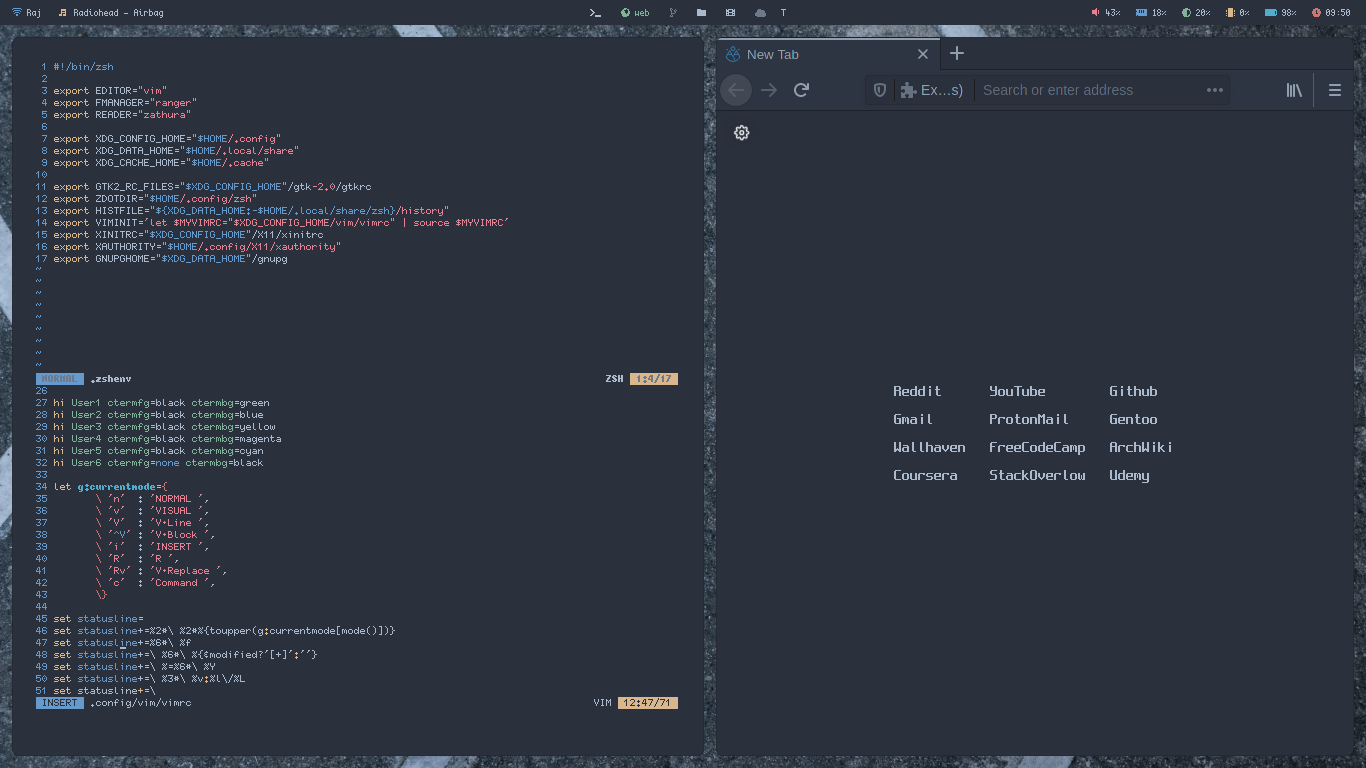 Raj
Radiohead - Airbag
web
T
43%
18%
20%
0%
98%
09:50
1 #!/bin/zsh
2
3 export EDITOR="vim"
4 export FMANAGER="ranger"
5 export READER="zathura"
6
7 export XDG_CONFIG_HOME="$HOME/.config"
8 export XDG_DATA_HOME="$HOME/.local/share"
9 export XDG_CACHE_HOME="$HOME/.cache"
10
11 export GTK2_RC_FILES="$XDG_CONFIG_HOME"/gtk-2.0/gtkrc
12 export ZDOTDIR="$HOME/.config/zsh"
13 export HISTFILE="${XDG_DATA_HOME:-$HOME/.local/share/zsh}/history"
14 export VIMINIT='let $MYVIMRC="$XDG_CONFIG_HOME/vim/vimrc" | source $MYVIMRC'
15 export XINITRC="$XDG_CONFIG_HOME"/X11/xinitrc
16 export XAUTHORITY="$HOME/.config/X11/xauthority"
17 export GNUPGHOME="$XDG_DATA_HOME"/gnupg
~
~
~
~
~
~
~
~
~
NORMAL .zshenv ZSH 1:4/17
26
27 hi User1 ctermfg=black ctermbg=green
28 hi User2 ctermfg=black ctermbg=blue
29 hi User3 ctermfg=black ctermbg=yellow
30 hi User4 ctermfg=black ctermbg=magenta
31 hi User5 ctermfg=black ctermbg=cyan
32 hi User6 ctermfg=none ctermbg=black
33
34 let g:currentmode={
35 \ 'n' : 'NORMAL ',
36 \ 'v' : 'VISUAL ',
37 \ 'V' : 'V·Line ',
38 \ '^V' : 'V·Block ',
39 \ 'i' : 'INSERT ',
40 \ 'R' : 'R ',
41 \ 'Rv' : 'V·Replace ',
42 \ 'c' : 'Command ',
43 \}
44
45 set statusline=
46 set statusline+=%2#\ %2#%{toupper(g:currentmode[mode()])}
47 set statusline+=%6#\ %f
48 set statusline+=\ %6#\ %{&modified?'[+]':''}
49 set statusline+=\ %=%6#\ %Y
50 set statusline+=\ %3#\ %v:%l\/%L
51 set statusline+=\
INSERT .config/vim/vimrc VIM 12:47/71
New Tab
Ex…s)
Search or enter address
Reddit YouTube Github
Gmail ProtonMail Gentoo
Wallhaven FreeCodeCamp ArchWiki
Coursera StackOverlow Udemy